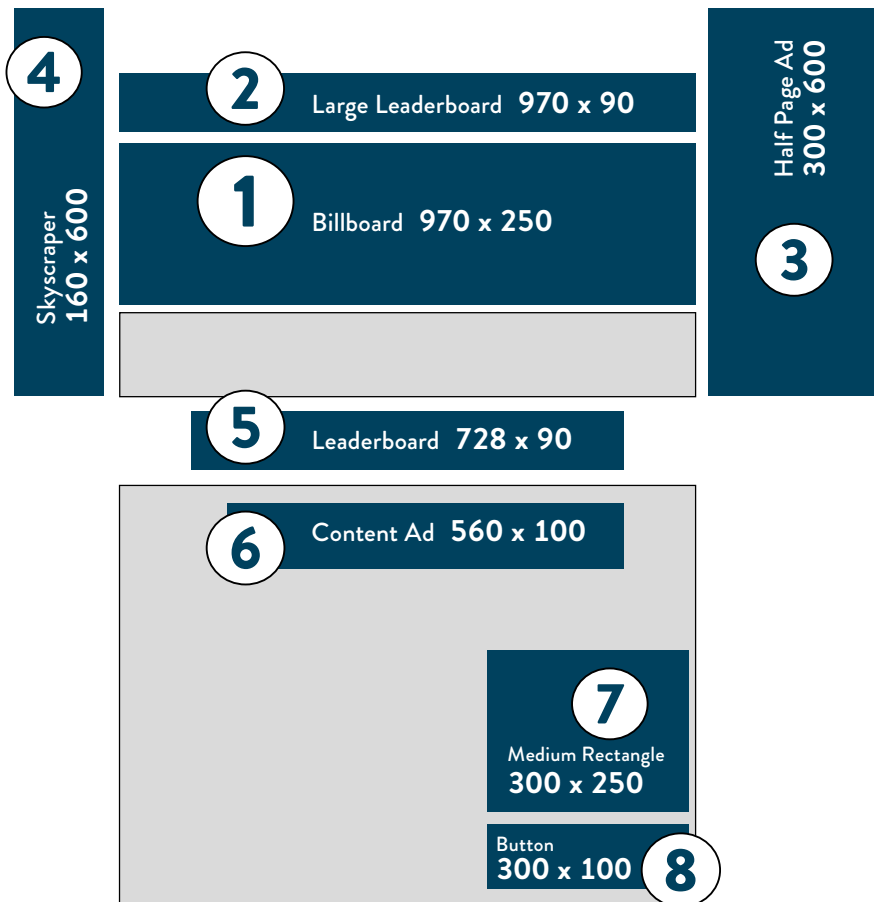 4
Skyscraper
160 x 600
2
Large Leaderboard 970 x 90
1
Billboard 970 x 250
Half Page Ad
300 x 600
3
5
Leaderboard 728 x 90
6
Content Ad 560 x 100
7
Medium Rectangle
300 x 250
Button
300 x 100
8